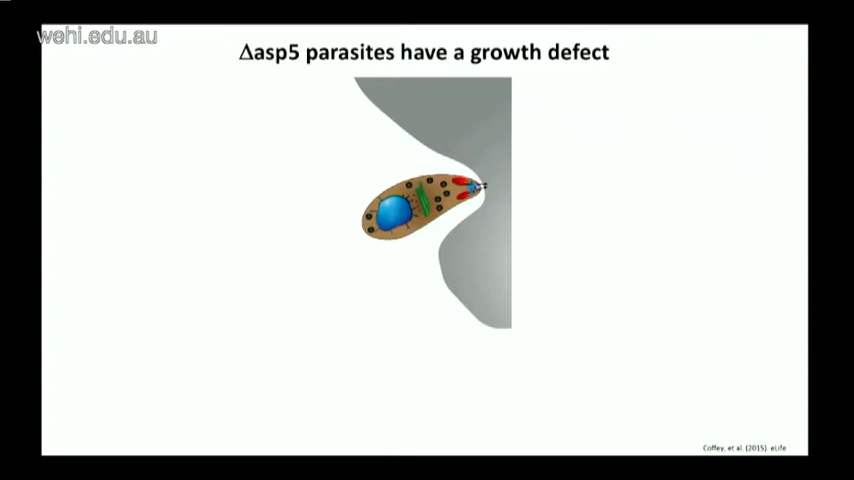 wehi.edu.au
Δasp5 parasites have a growth defect
Coffey, et al. (2015). eLife